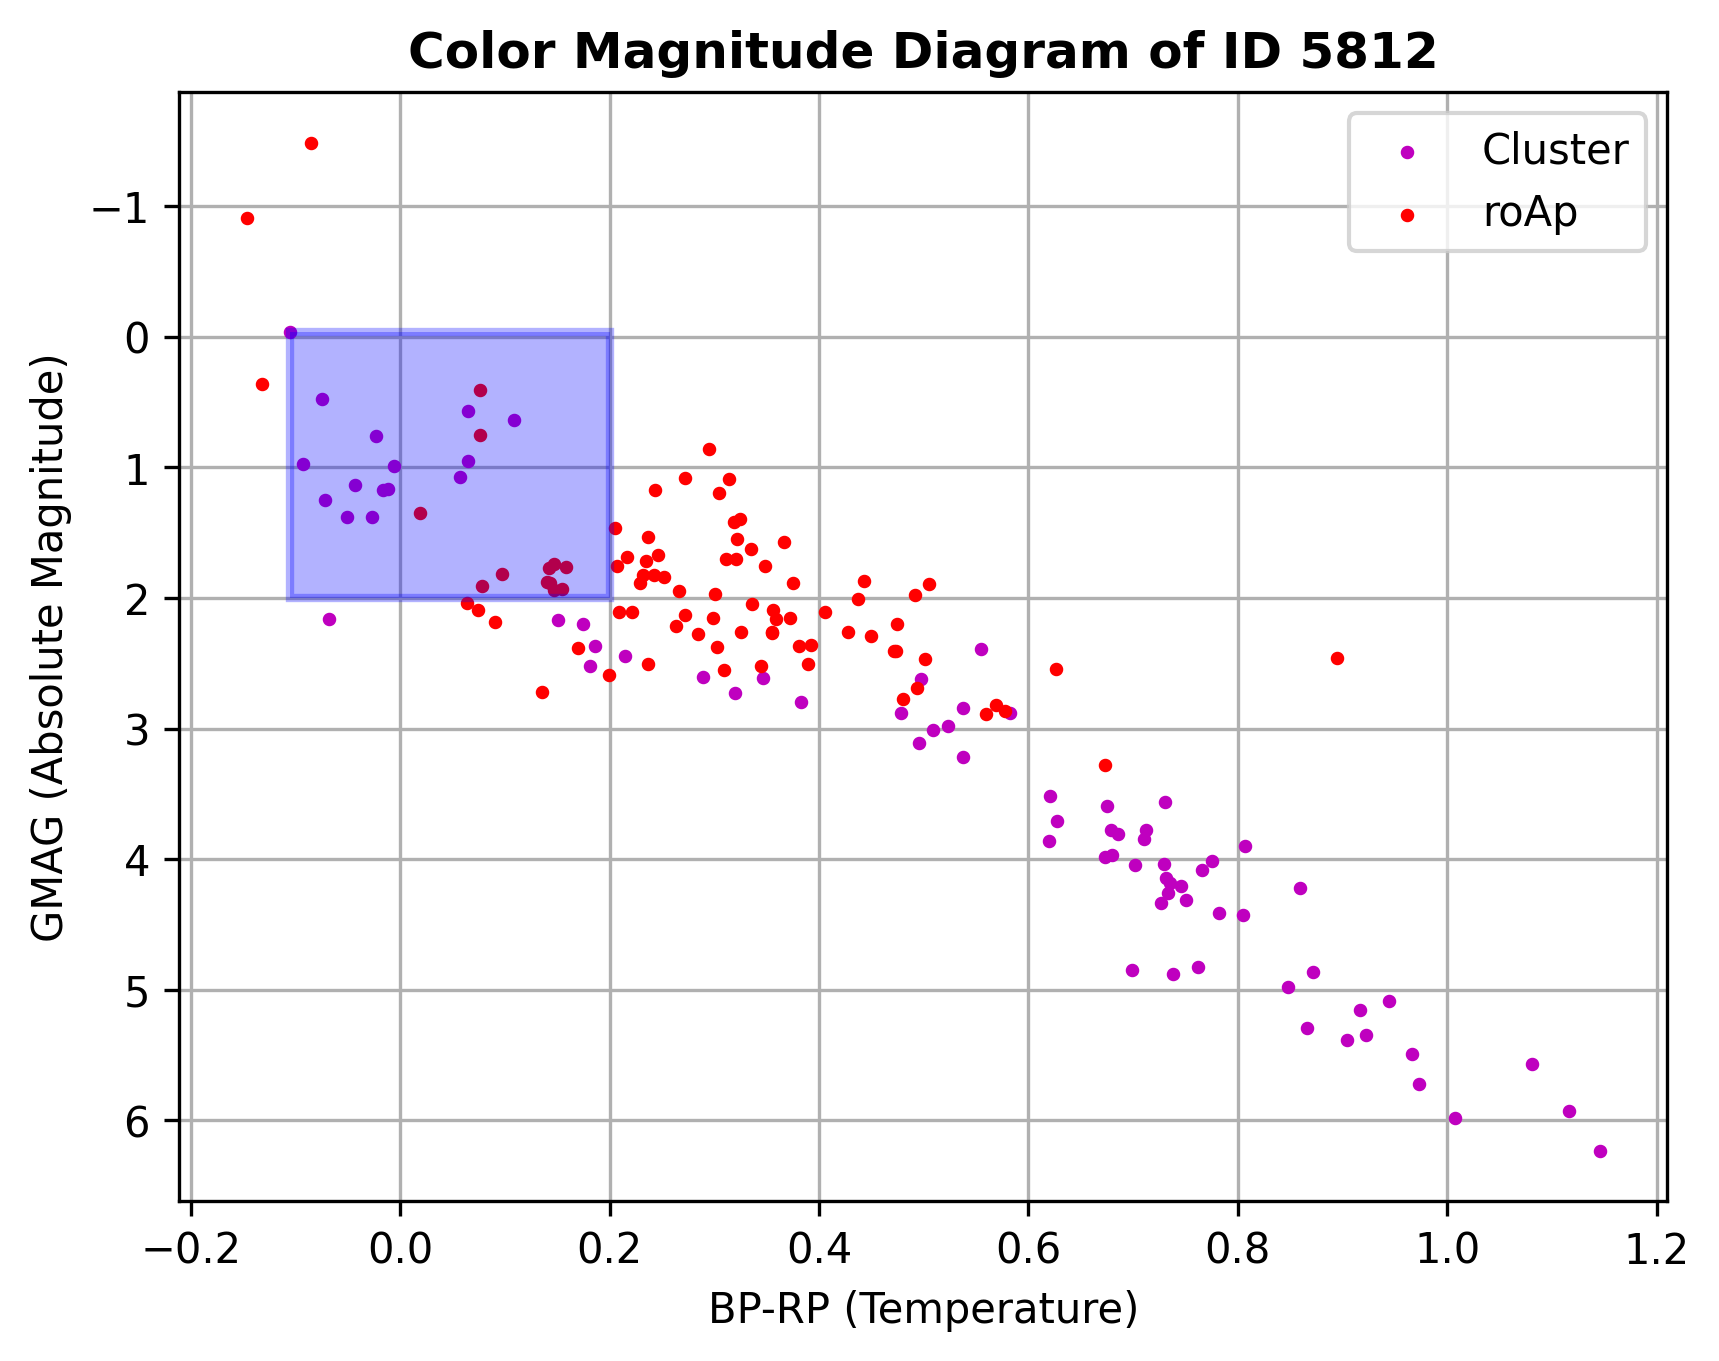 Color Magnitude Diagram of ID 5812
Cluster
roAp
−1
0
1
2
3
4
5
6
GMAG (Absolute Magnitude)
−0.2 0.0 0.2 0.4 0.6 0.8 1.0 1.2
BP-RP (Temperature)